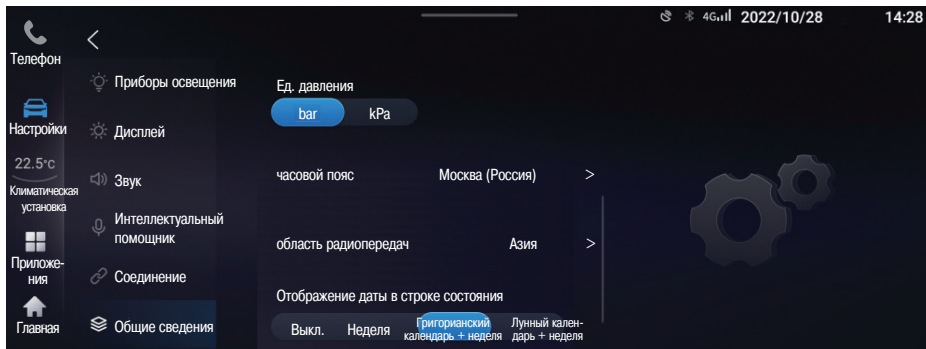 4G 2022/10/28 14:28
Телефон
Настройки
22.5°C
Климатическая
установка
Приложе-
ния
Главная
<
Приборы освещения
Дисплей
Звук
Интеллектуальный
помощник
Соединение
Общие сведения
Ед. давления
bar kPa
часовой пояс Москва (Россия) >
область радиопередач Азия >
Отображение даты в строке состояния
Выкл. Неделя
Григорианский
календарь + неделя
Лунный кален-
дарь + неделя